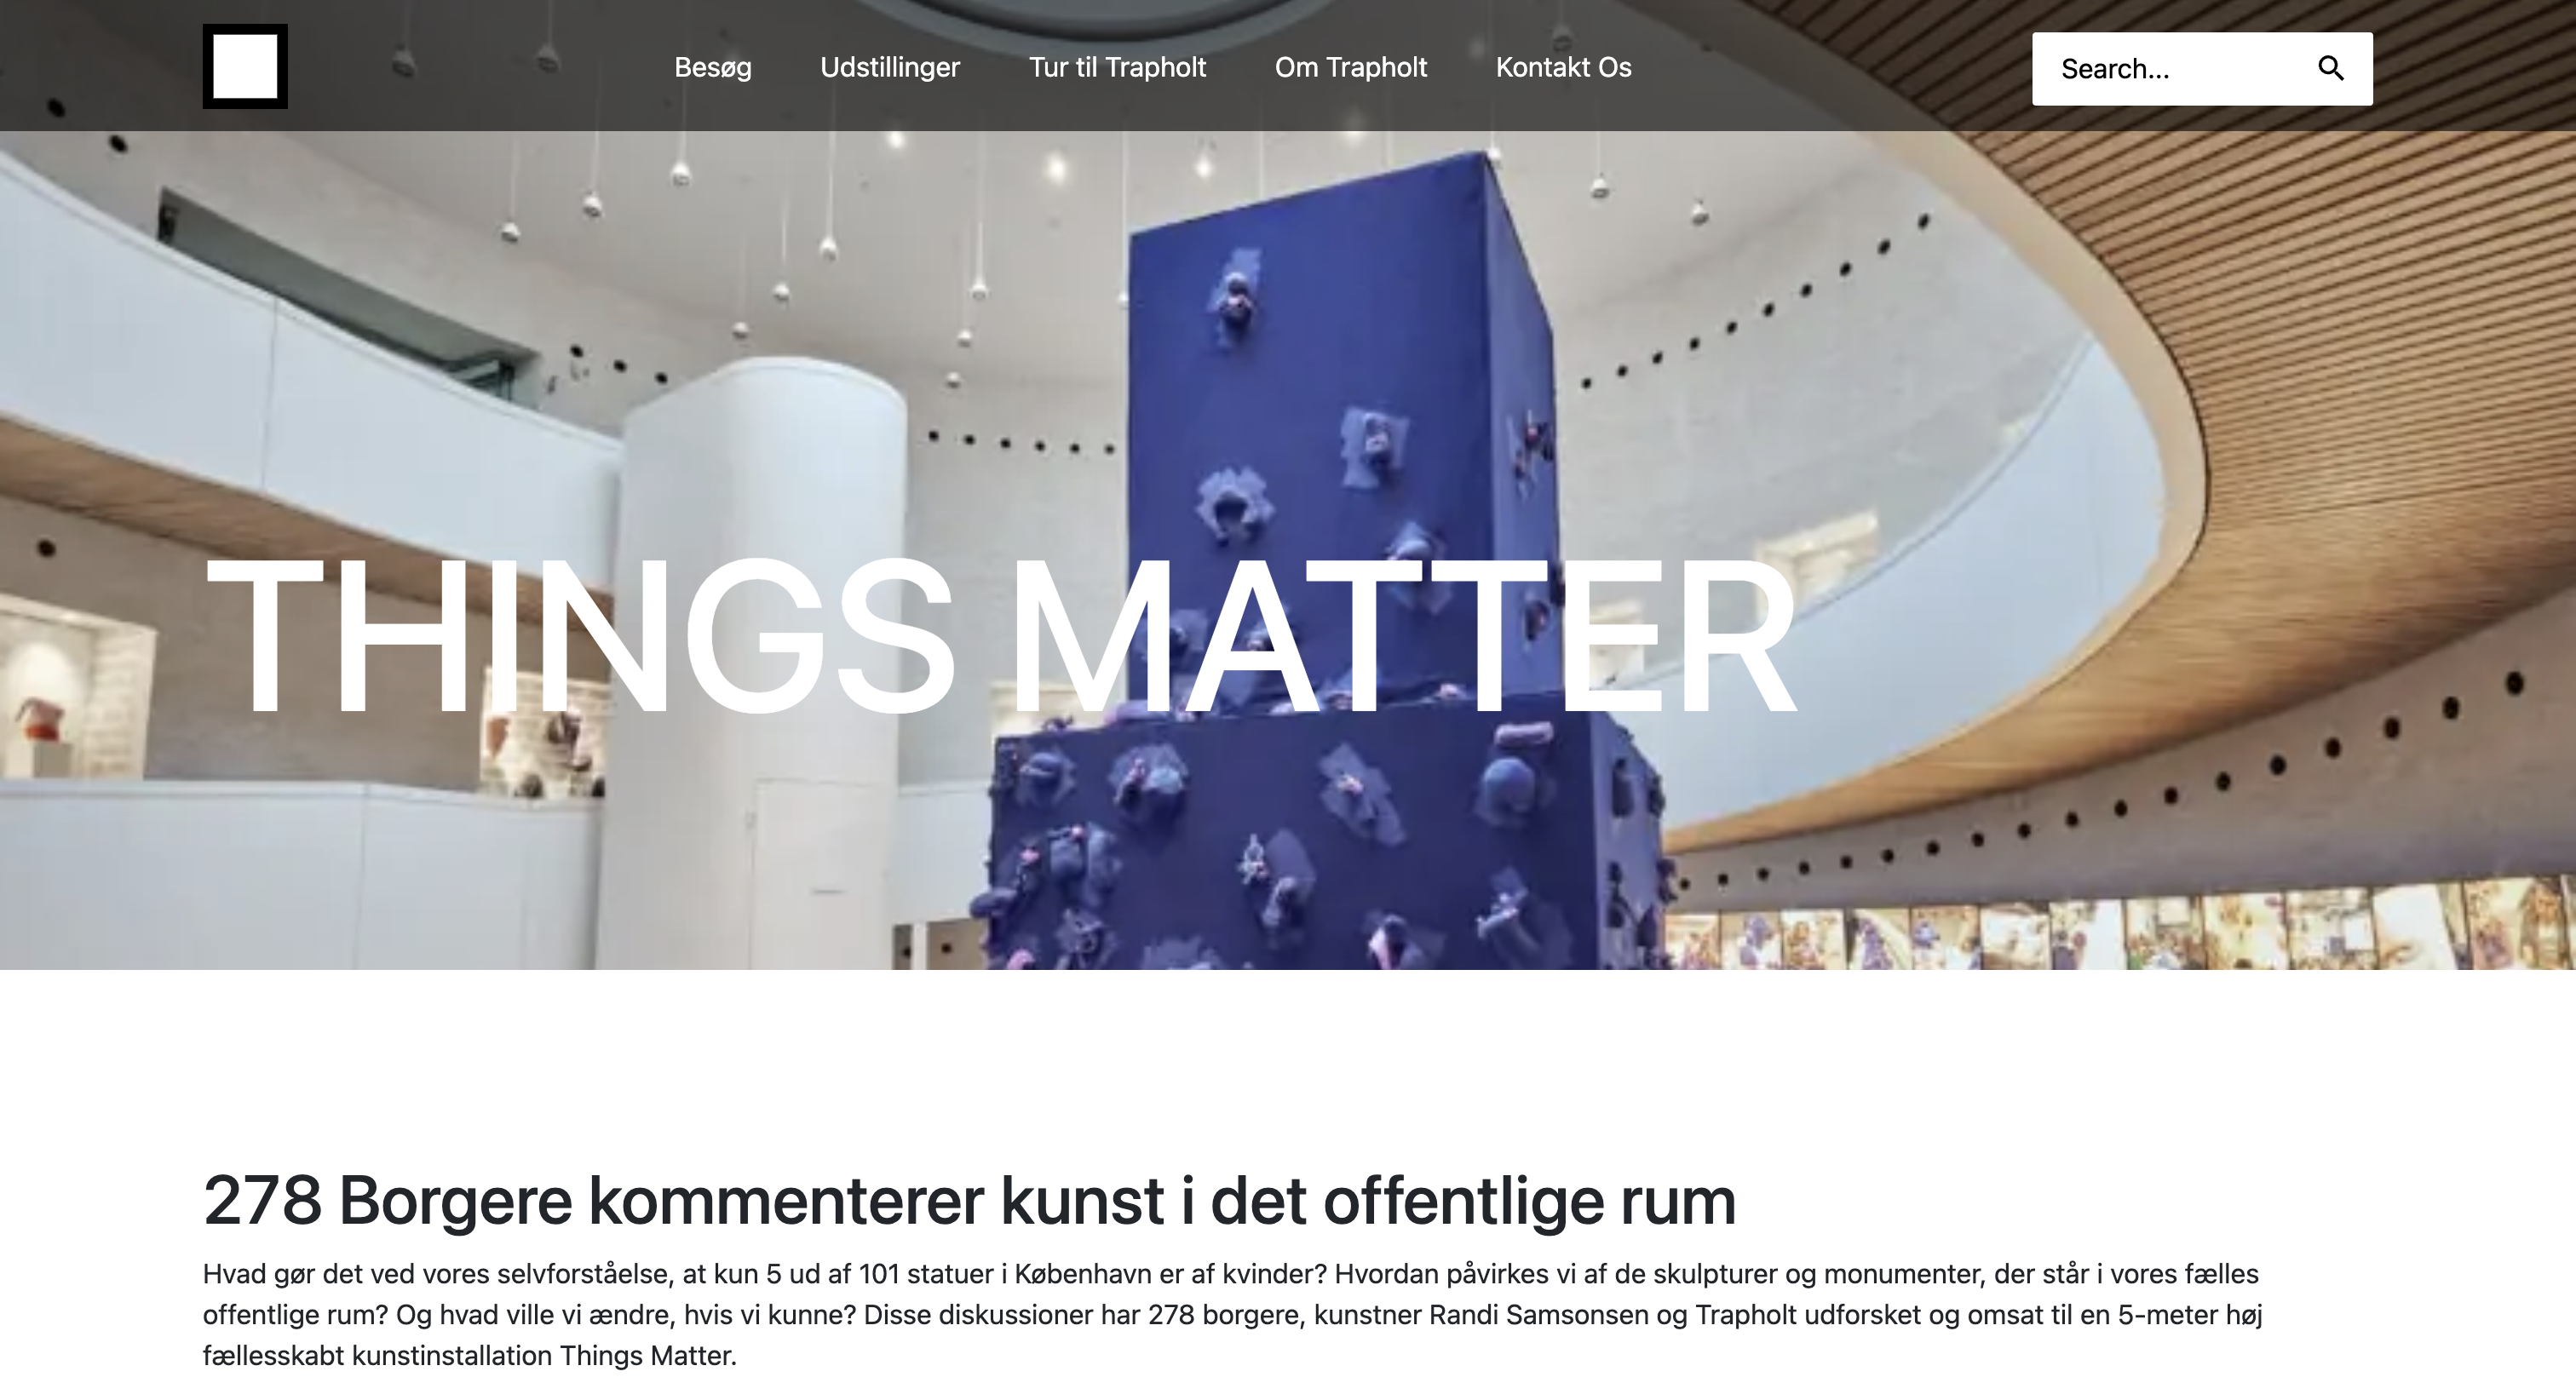 Besøg Udstillinger Tur til Trapholt Om Trapholt Kontakt Os Search...
THINGS MATTER
278 Borgere kommenterer kunst i det offentlige rum
Hvad gør det ved vores selvforståelse, at kun 5 ud af 101 statuer i København er af kvinder? Hvordan påvirkes vi af de skulpturer og monumenter, der står i vores fælles
offentlige rum? Og hvad ville vi ændre, hvis vi kunne? Disse diskussioner har 278 borgere, kunstner Randi Samsonsen og Trapholt udforsket og omsat til en 5-meter høj
fællesskabt kunstinstallation Things Matter.